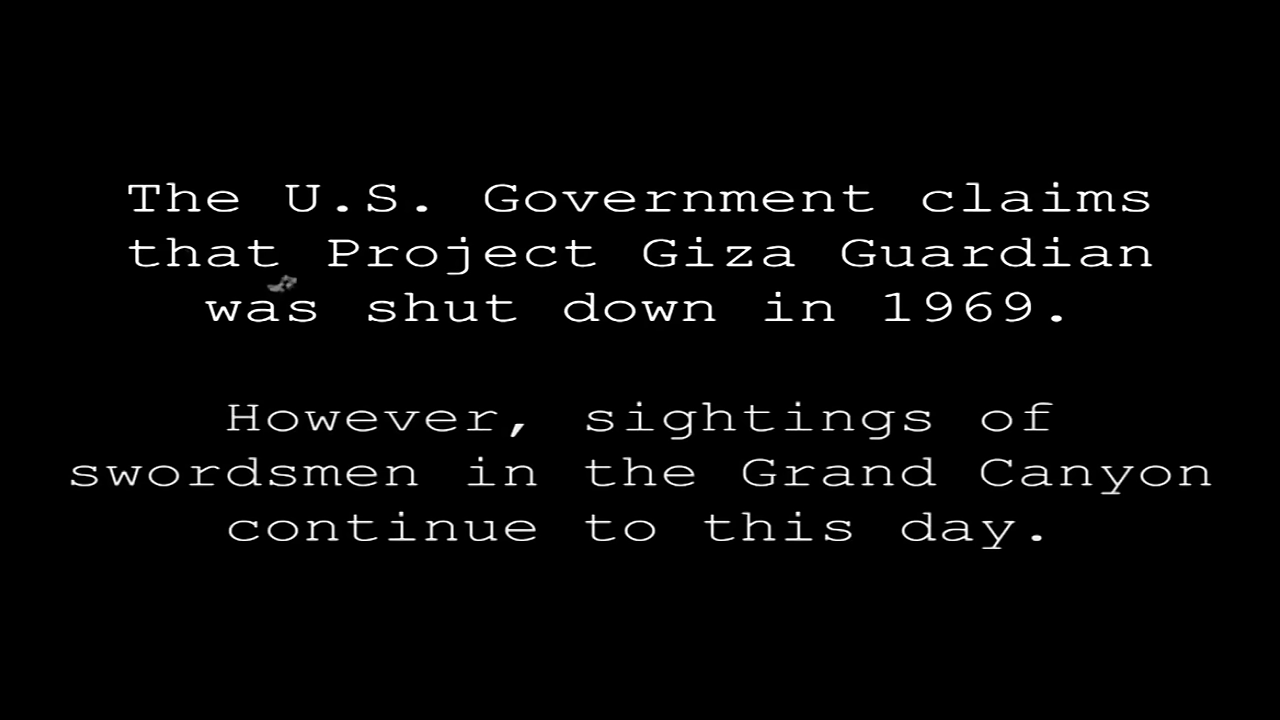 The U.S. Government claims
that Project Giza Guardian
was shut down in 1969.
However, sightings of
swordsmen in the Grand Canyon
continue to this day.